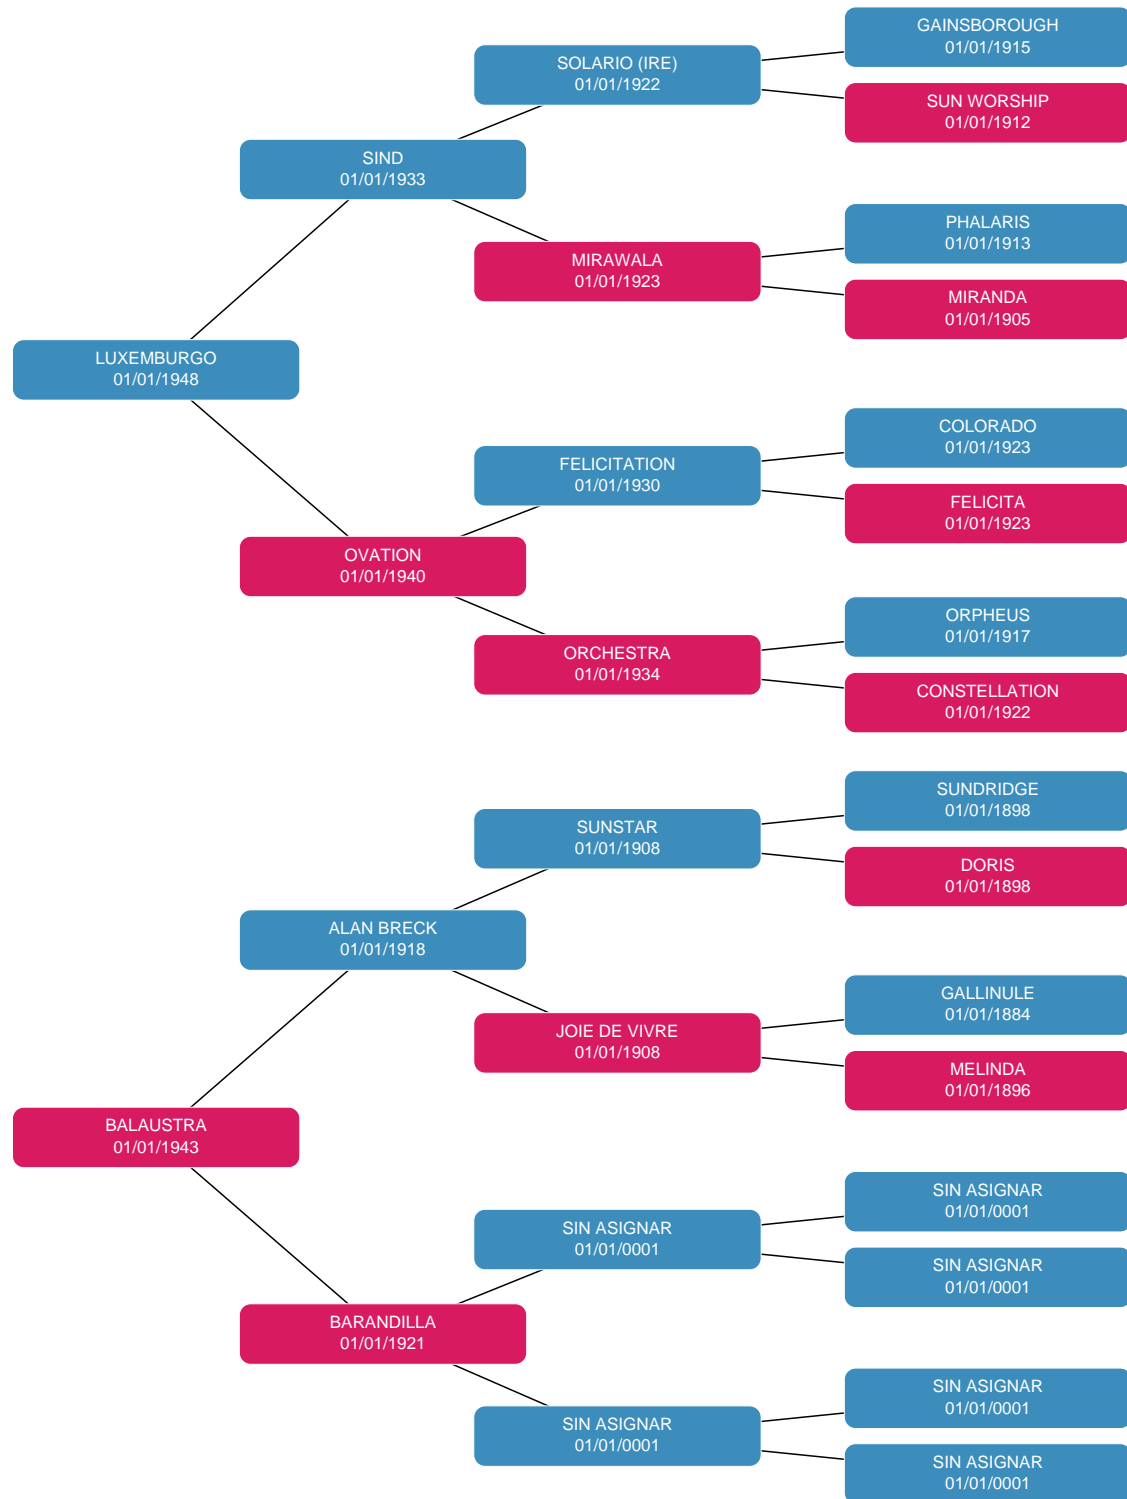 GAINSBOROUGH
01/01/1915
SOLARIO (IRE)
01/01/1922
SUN WORSHIP
01/01/1912
SIND
01/01/1933
PHALARIS
01/01/1913
MIRAWALA
01/01/1923
MIRANDA
01/01/1905
LUXEMBURGO
01/01/1948
COLORADO
01/01/1923
FELICITATION
01/01/1930
FELICITA
01/01/1923
OVATION
01/01/1940
ORPHEUS
01/01/1917
ORCHESTRA
01/01/1934
CONSTELLATION
01/01/1922
SUNDRIDGE
01/01/1898
SUNSTAR
01/01/1908
DORIS
01/01/1898
ALAN BRECK
01/01/1918
GALLINULE
01/01/1884
JOIE DE VIVRE
01/01/1908
MELINDA
01/01/1896
BALAUSTRA
01/01/1943
SIN ASIGNAR
01/01/0001
SIN ASIGNAR
01/01/0001
SIN ASIGNAR
01/01/0001
BARANDILLA
01/01/1921
SIN ASIGNAR
01/01/0001
SIN ASIGNAR
01/01/0001
SIN ASIGNAR
01/01/0001